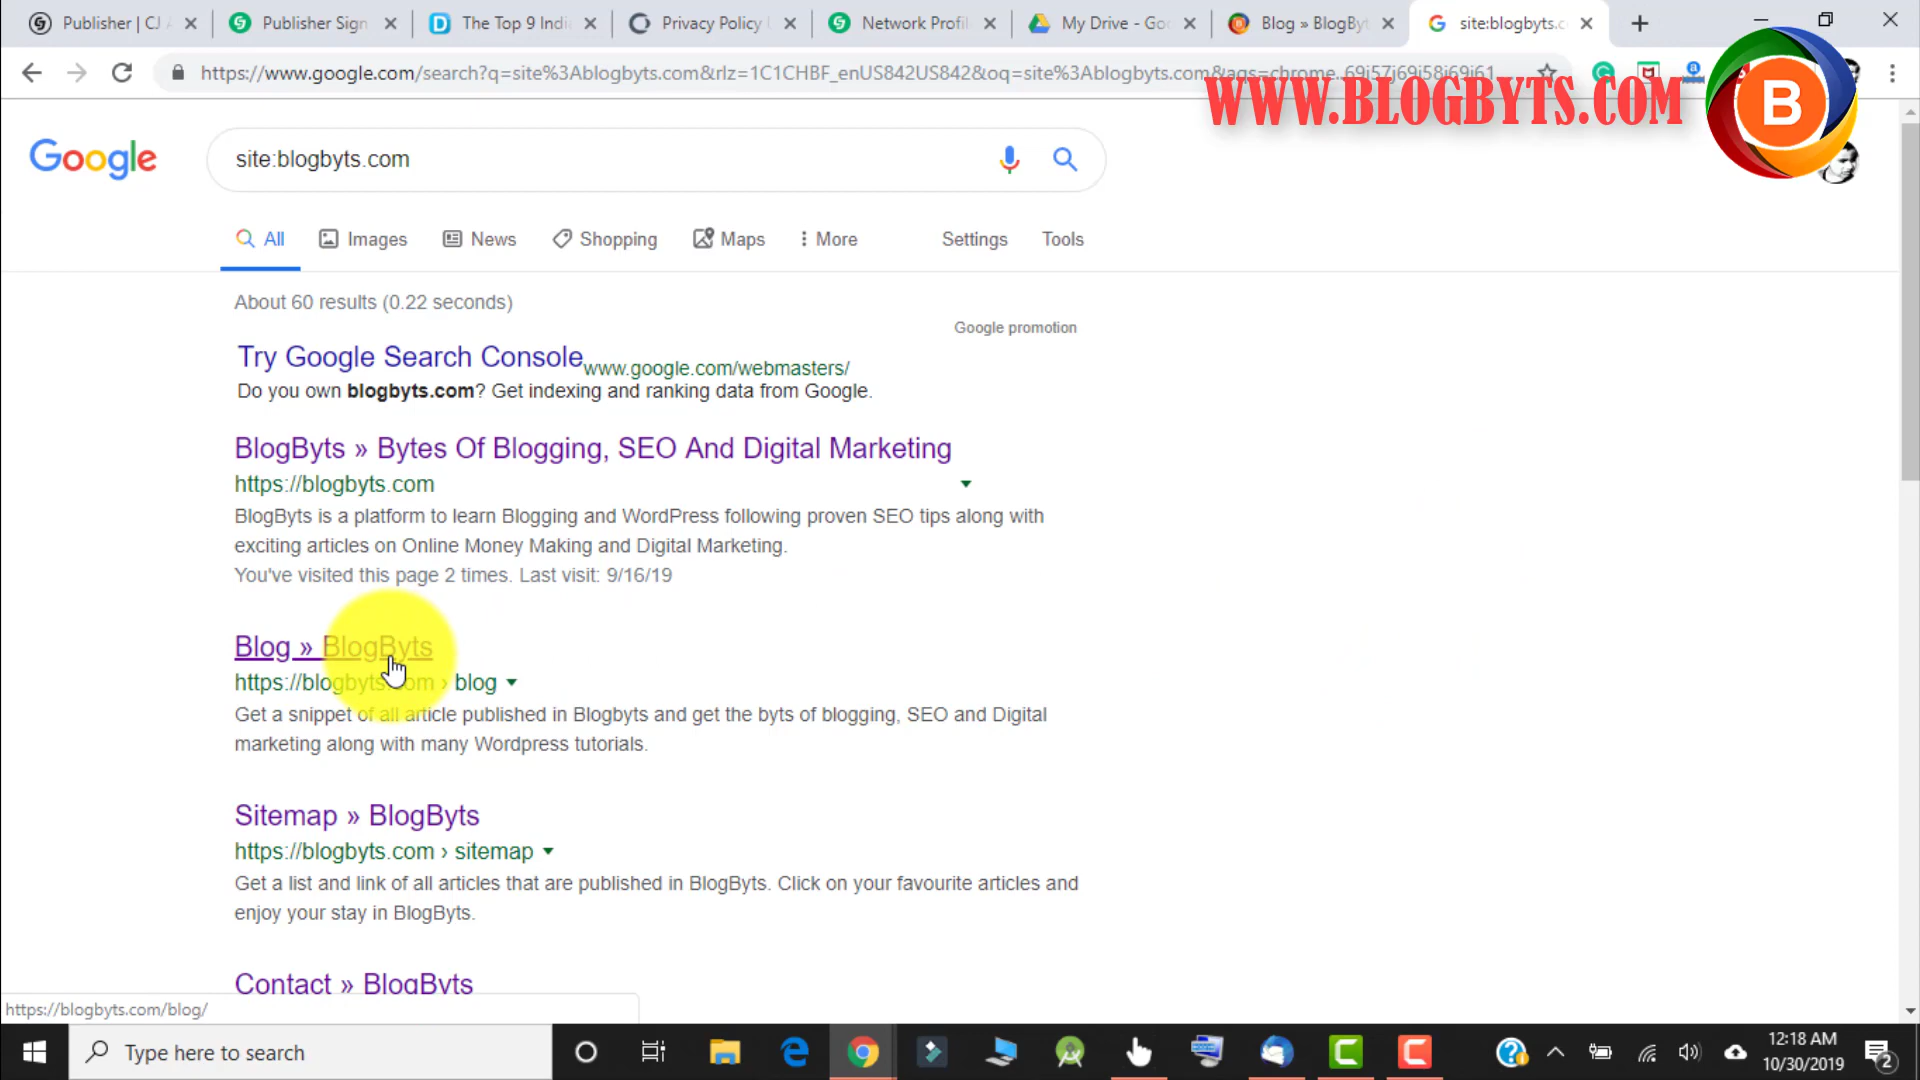 Publisher | CJ A
Publisher Sign
The Top 9 Indi
Privacy Policy
Network Profil
My Drive - Goo
Blog » BlogByt
site:blogbyts.c
https://www.google.com/search?q=site%3Ablogbyts.com&rlz=1C1CHBF_enUS842US842&oq=site%3Ablogbyts.com&aqs=chrome..69i57j69i58j69i61
WWW.BLOGBYTS.COM
B
Google
site:blogbyts.com
All
Images
News
Shopping
Maps
More
Settings
Tools
About 60 results (0.22 seconds)
Google promotion
Try Google Search Console
www.google.com/webmasters/
Do you own blogbyts.com? Get indexing and ranking data from Google.
BlogByts » Bytes Of Blogging, SEO And Digital Marketing
https://blogbyts.com
BlogByts is a platform to learn Blogging and WordPress following proven SEO tips along with
exciting articles on Online Money Making and Digital Marketing.
You've visited this page 2 times. Last visit: 9/16/19
Blog » BlogByts
https://blogbyts.com › blog
Get a snippet of all article published in Blogbyts and get the byts of blogging, SEO and Digital
marketing along with many Wordpress tutorials.
Sitemap » BlogByts
https://blogbyts.com › sitemap
Get a list and link of all articles that are published in BlogByts. Click on your favourite articles and
enjoy your stay in BlogByts.
Contact » BlogByts
https://blogbyts.com/blog/
Type here to search
12:18 AM
10/30/2019
2